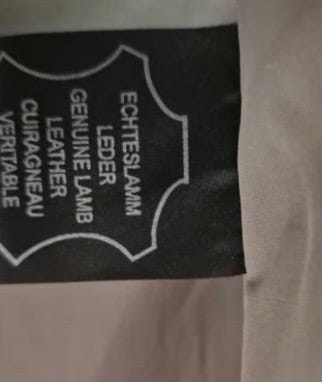 ECHTESLAMM
LEDER
GENUINE LAMB
LEATHER
CUIRAGNEAU
VERITABLE